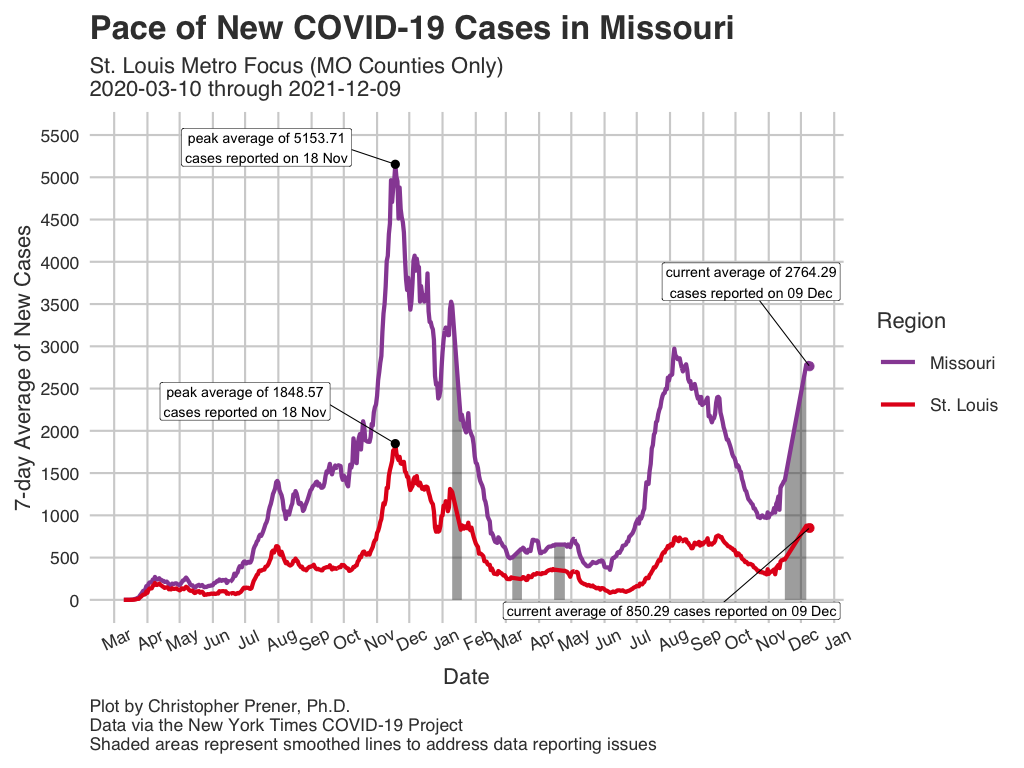 Pace of New COVID-19 Cases in Missouri
St. Louis Metro Focus (MO Counties Only)
2020-03-10 through 2021-12-09
7-day Average of New Cases
5500
5000
4500
4000
3500
3000
2500
2000
1500
1000
500
0
peak average of 5153.71
cases reported on 18 Nov
peak average of 1848.57
cases reported on 18 Nov
current average of 2764.29
cases reported on 09 Dec
current average of 850.29 cases reported on 09 Dec
Region
Missouri
St. Louis
Mar Apr May Jun Jul Aug Sep Oct Nov Dec Jan Feb Mar Apr May Jun Jul Aug Sep Oct Nov Dec Jan
Date
Plot by Christopher Prener, Ph.D.
Data via the New York Times COVID-19 Project
Shaded areas represent smoothed lines to address data reporting issues